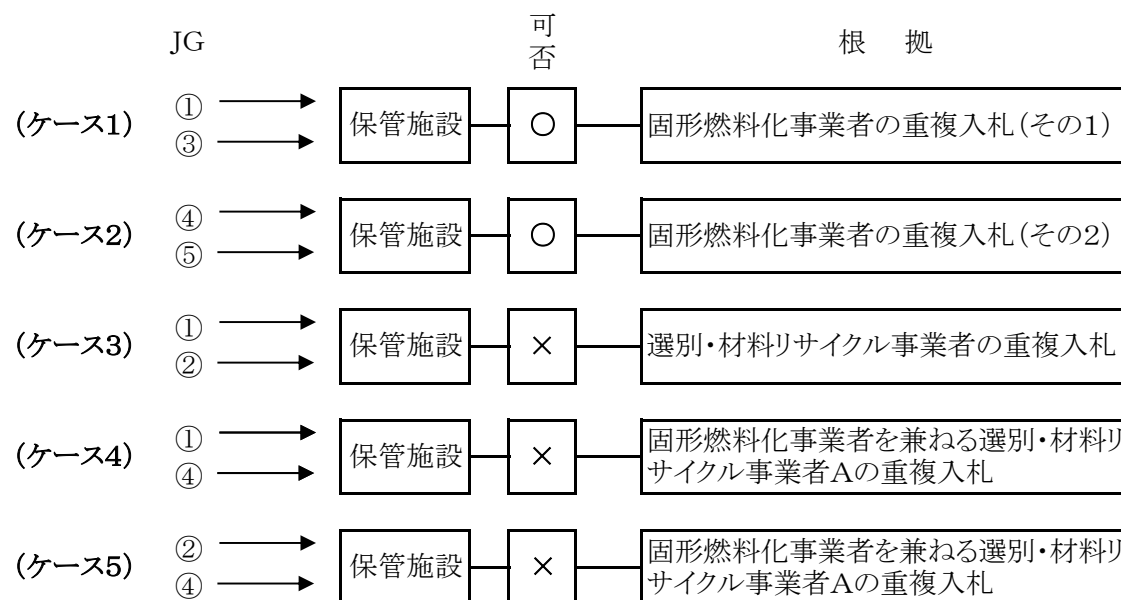 JG 可否 根 拠
(ケース1) ① ③ 保管施設 ○ 固形燃料化事業者の重複入札(その1)
(ケース2) ④ ⑤ 保管施設 ○ 固形燃料化事業者の重複入札(その2)
(ケース3) ① ② 保管施設 × 選別・材料リサイクル事業者の重複入札
(ケース4) ① ④ 保管施設 × 固形燃料化事業者を兼ねる選別・材料リ
サイクル事業者Aの重複入札
(ケース5) ② ④ 保管施設 × 固形燃料化事業者を兼ねる選別・材料リ
サイクル事業者Aの重複入札